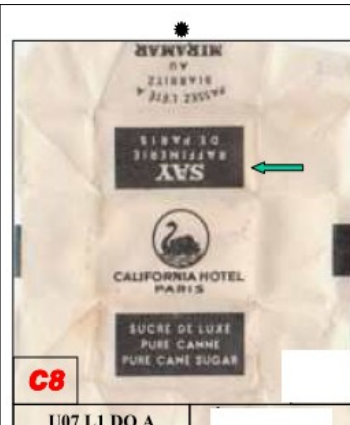 MIRAMAR
AU
BIARRITZ
PASSEZ L'ÉTÉ A
DE PARIS
RAFFINERIE
SAY
CALIFORNIA HOTEL
PARIS
SUCRE DE LUXE
PURE CANNE
PURE CANE SUGAR
C8
U07 L1 DO A